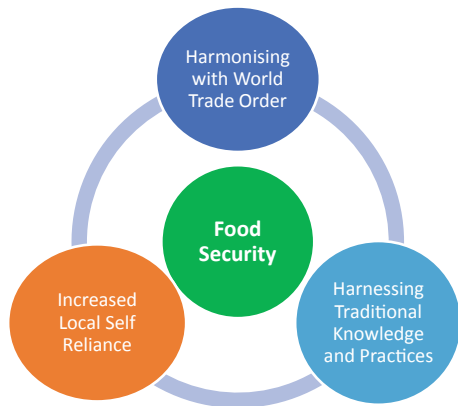 Harmonising
with World
Trade Order
Food
Security
Increased
Local Self
Reliance
Harnessing
Traditional
Knowledge
and Practices